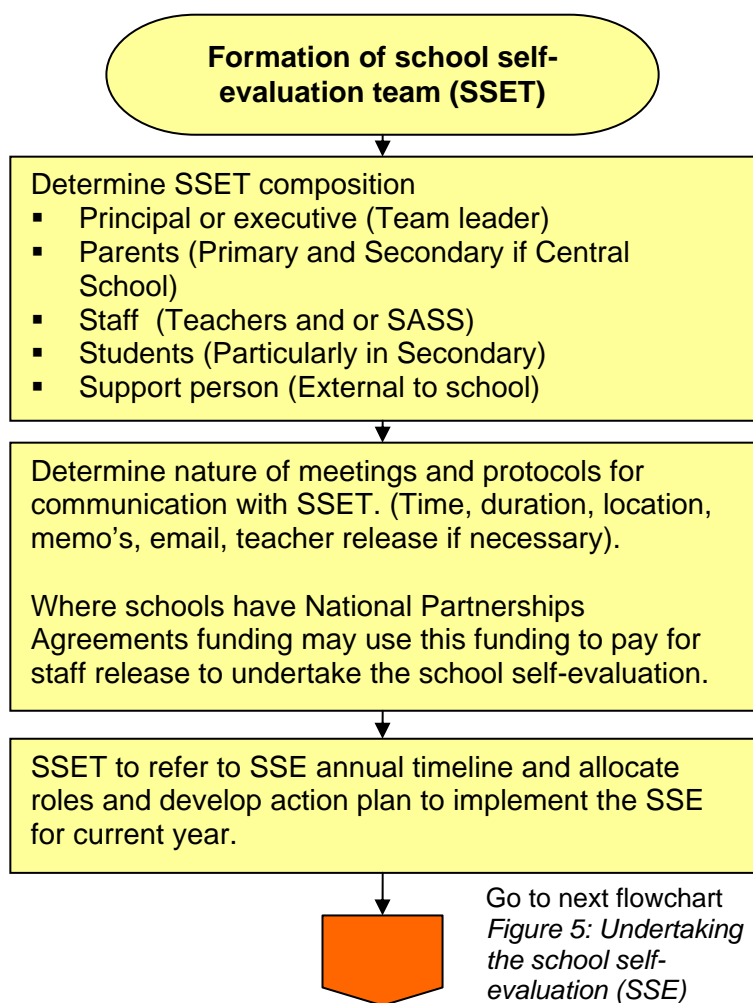 Formation of school self-
evaluation team (SSET)
Determine SSET composition
▪ Principal or executive (Team leader)
▪ Parents (Primary and Secondary if Central
School)
▪ Staff (Teachers and or SASS)
▪ Students (Particularly in Secondary)
▪ Support person (External to school)
Determine nature of meetings and protocols for
communication with SSET. (Time, duration, location,
memo's, email, teacher release if necessary).
Where schools have National Partnerships
Agreements funding may use this funding to pay for
staff release to undertake the school self-evaluation.
SSET to refer to SSE annual timeline and allocate
roles and develop action plan to implement the SSE
for current year.
Go to next flowchart
Figure 5: Undertaking
the school self-
evaluation (SSE)